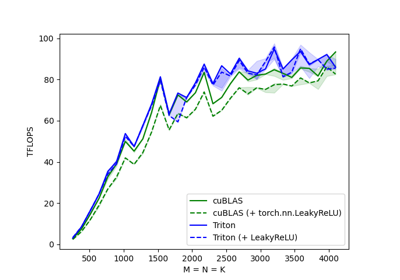 100
80
60
40
20
0
TFLOPS
500
1000
1500
2000
2500
3000
3500
4000
M = N = K
cuBLAS
cuBLAS (+ torch.nn.LeakyReLU)
Triton
Triton (+ LeakyReLU)